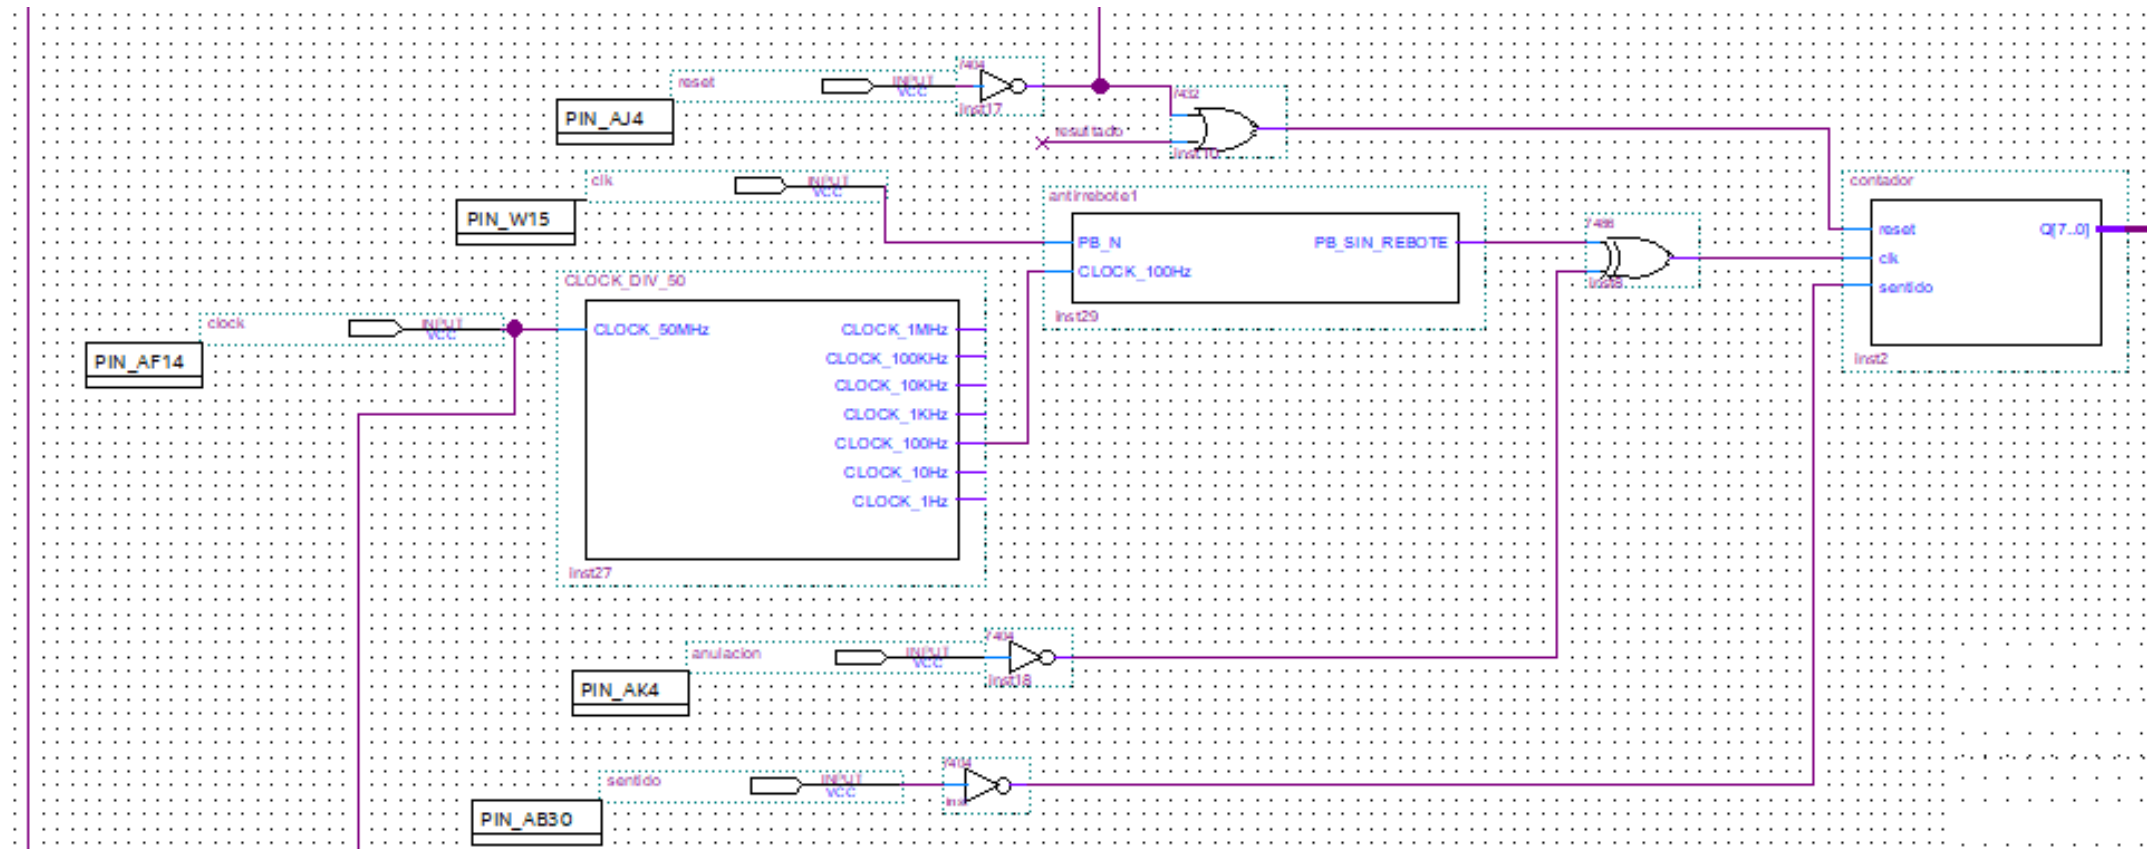 7404
reset
INPUT
VCC
inst17
PIN_AJ4
7432
resultado
inst10
clk
INPUT
VCC
PIN_W15
antirrebote1
PB_N
PB_SIN_REBOTE
CLOCK_100Hz
inst29
7486
inst8
contador
reset
Q[7..0]
clk
sentido
inst2
CLOCK_DIV_50
clock
INPUT
VCC
PIN_AF14
CLOCK_50MHz
CLOCK_1MHz
CLOCK_100KHz
CLOCK_10KHz
CLOCK_1KHz
CLOCK_100Hz
CLOCK_10Hz
CLOCK_1Hz
inst27
7404
anulacion
INPUT
VCC
inst18
PIN_AK4
7404
sentido
INPUT
VCC
PIN_AB30